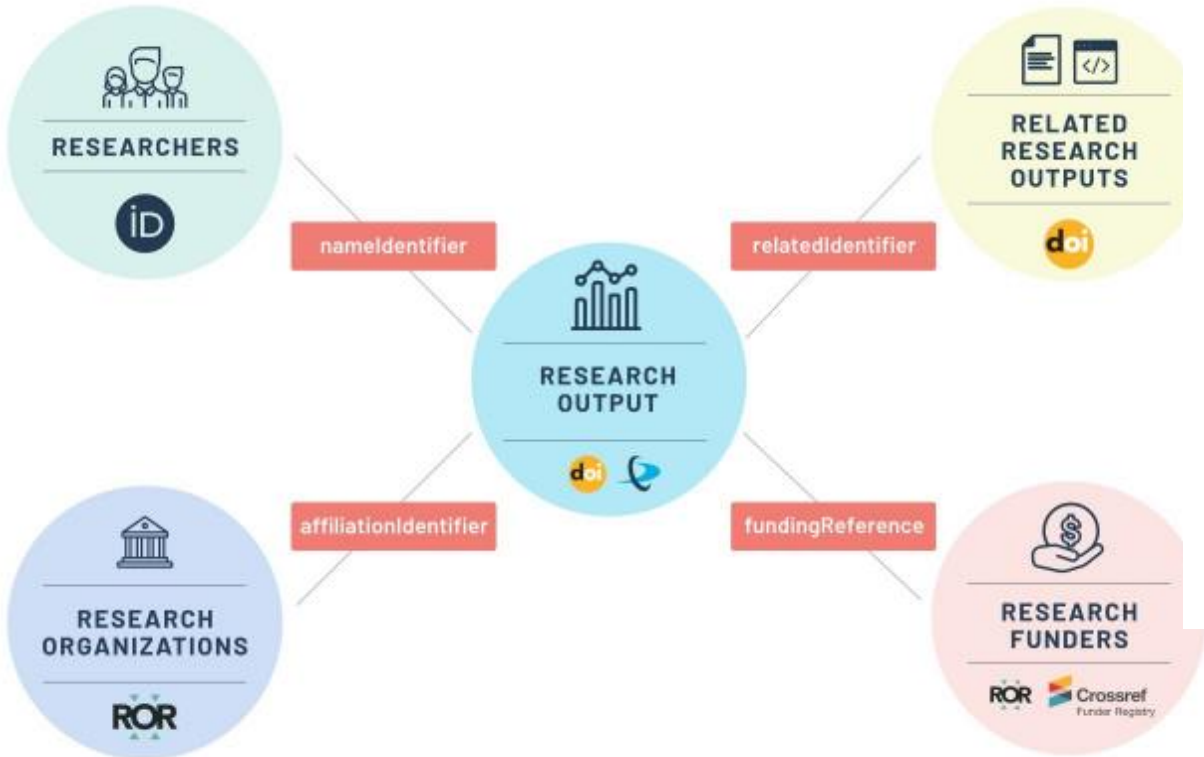 RESEARCHERS
iD
nameIdentifier
RELATED
RESEARCH
OUTPUTS
</>
doi
relatedIdentifier
RESEARCH
OUTPUT
doi
affiliationIdentifier
RESEARCH
ORGANIZATIONS
ROR
fundingReference
$
RESEARCH
FUNDERS
ROR
Crossref
Funder Registry